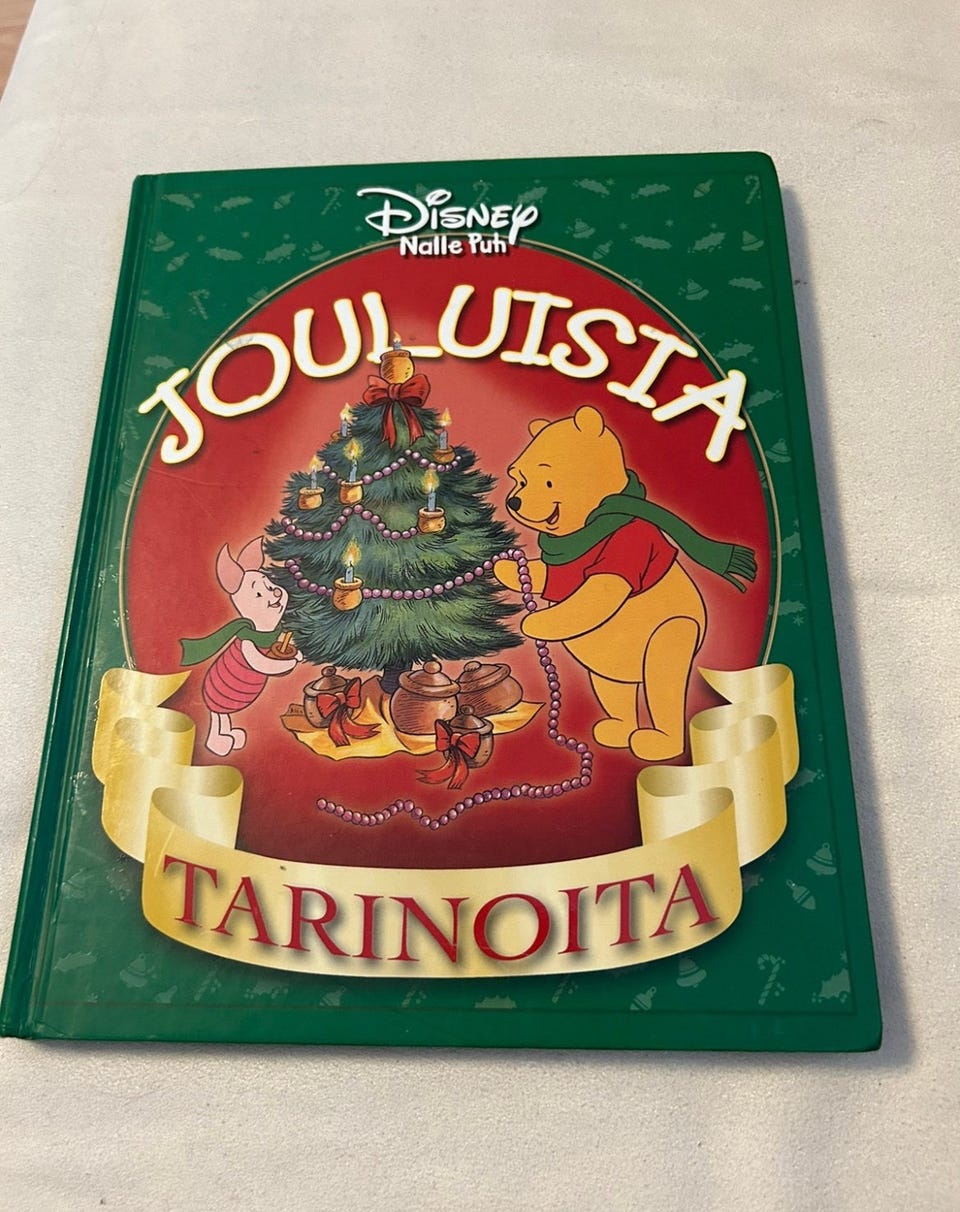 Disney
Nalle Puh
JOULUISIA
TARINOITA